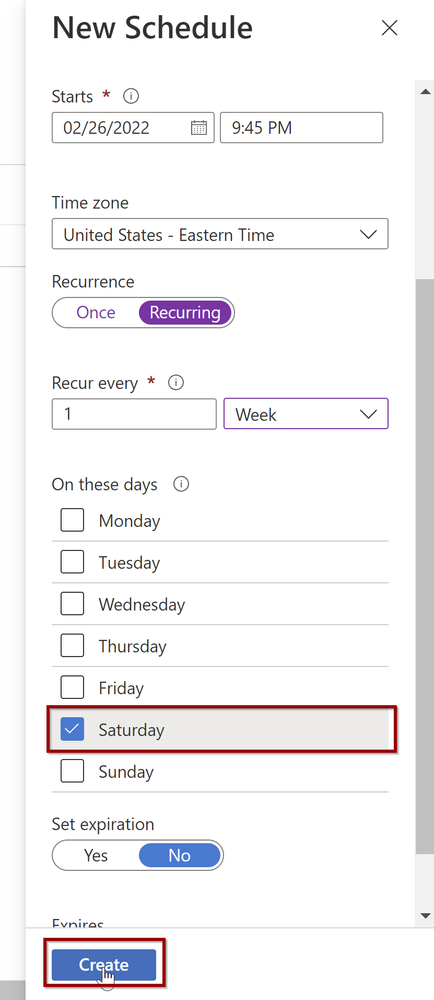 New Schedule
Starts *
02/26/2022 9:45 PM
Time zone
United States - Eastern Time
Recurrence
Once Recurring
Recur every *
1 Week
On these days
Monday
Tuesday
Wednesday
Thursday
Friday
Saturday
Sunday
Set expiration
Yes No
Expires
Create